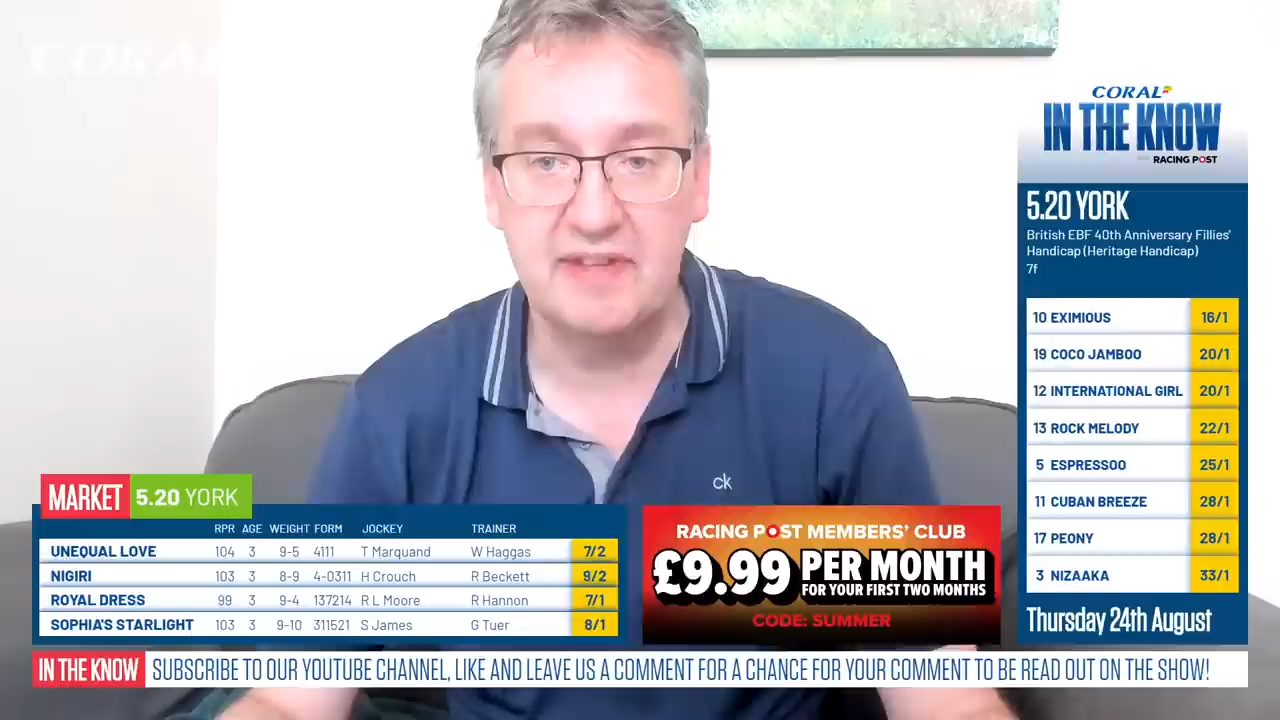 CORAL
CORAL
IN THE KNOW
RACING POST
5.20 YORK
British EBF 40th Anniversary Fillies'
Handicap (Heritage Handicap)
7f
10 EXIMIOUS 16/1
19 COCO JAMBOO 20/1
12 INTERNATIONAL GIRL 20/1
13 ROCK MELODY 22/1
5 ESPRESSOO 25/1
11 CUBAN BREEZE 28/1
17 PEONY 28/1
3 NIZAAKA 33/1
Thursday 24th August
ck
MARKET 5.20 YORK
RPR AGE WEIGHT FORM JOCKEY TRAINER
UNEQUAL LOVE 104 3 9-5 4111 T Marquand W Haggas 7/2
NIGIRI 103 3 8-9 4-0311 H Crouch R Beckett 9/2
ROYAL DRESS 99 3 9-4 137214 R L Moore R Hannon 7/1
SOPHIA'S STARLIGHT 103 3 9-10 311521 S James G Tuer 8/1
RACING POST MEMBERS' CLUB
£9.99 PER MONTH
FOR YOUR FIRST TWO MONTHS
CODE: SUMMER
IN THE KNOW SUBSCRIBE TO OUR YOUTUBE CHANNEL, LIKE AND LEAVE US A COMMENT FOR A CHANCE FOR YOUR COMMENT TO BE READ OUT ON THE SHOW!